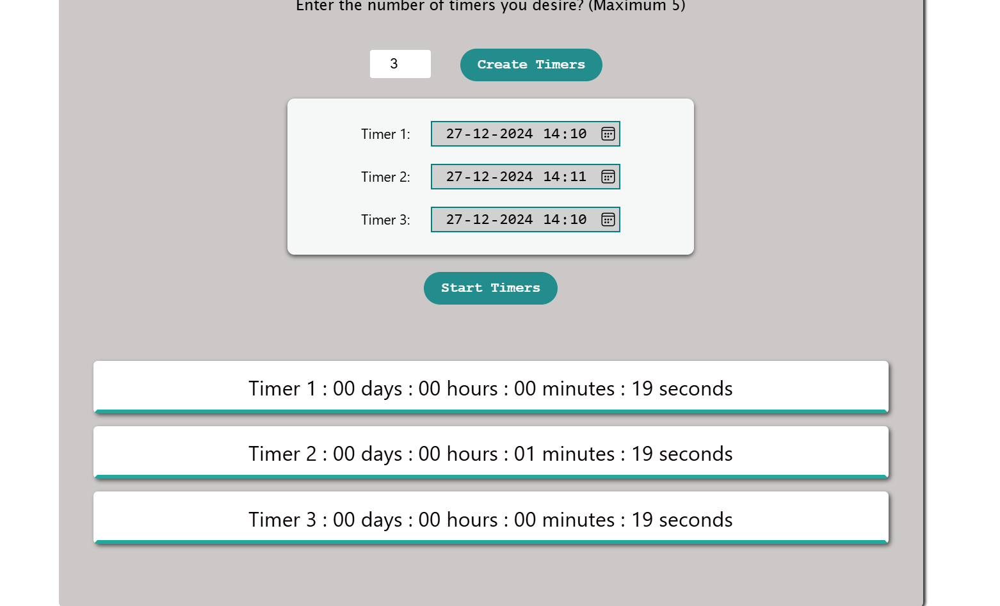 Enter the number of timers you desire? (Maximum 5)
3 Create Timers
Timer 1: 27-12-2024 14:10
Timer 2: 27-12-2024 14:11
Timer 3: 27-12-2024 14:10
Start Timers
Timer 1 : 00 days : 00 hours : 00 minutes : 19 seconds
Timer 2 : 00 days : 00 hours : 01 minutes : 19 seconds
Timer 3 : 00 days : 00 hours : 00 minutes : 19 seconds